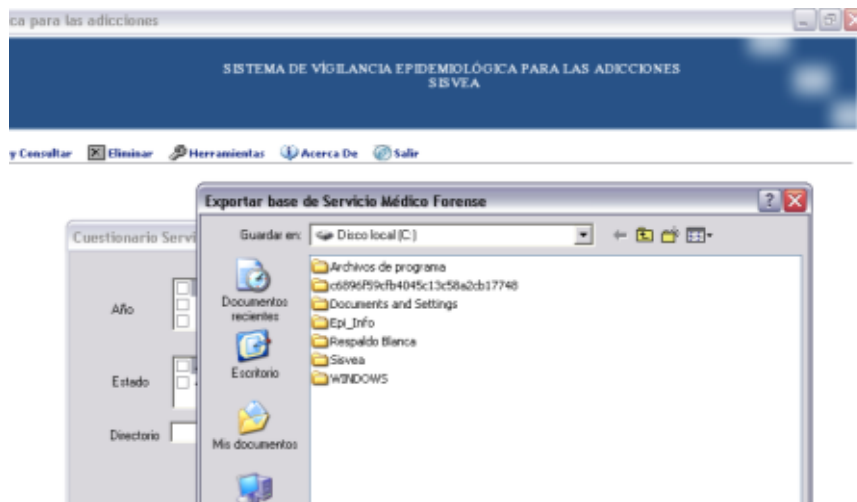 ca para las adicciones
SISTEMA DE VÍGILANCIA EPIDEMIOLÓGICA PARA LAS ADICCIONES
SISVEA
y Consultar Eliminar Herramientas Acerca De Salir
Exportar base de Servicio Médico Forense
Cuestionario Servi
Guardar en: Disco local (C:)
Archivos de programa
Documents and Settings
Epi_Info
Respaldo Blanca
Sisvea
WINDOWS
Documentos
recientes
Escritorio
Mis documentos
Año
Estado
Directorio